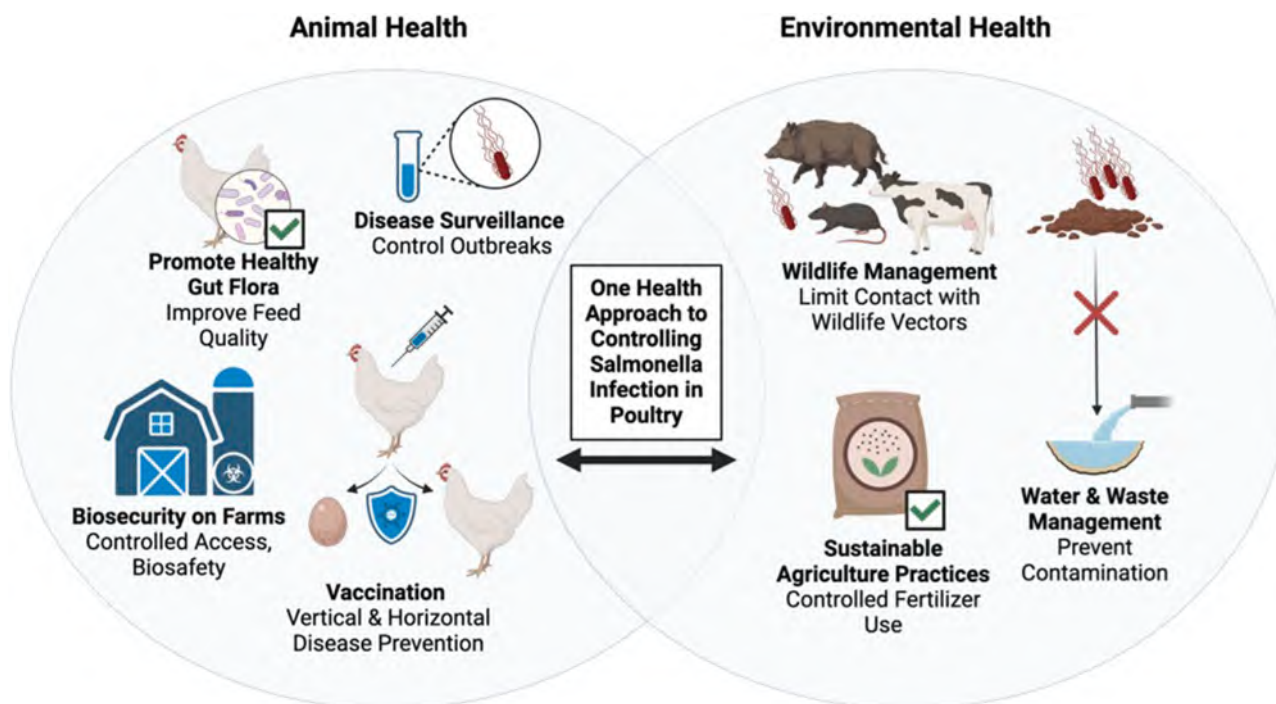 Animal Health
Environmental Health
Disease Surveillance
Control Outbreaks
Promote Healthy
Gut Flora
Improve Feed
Quality
Biosecurity on Farms
Controlled Access,
Biosafety
Vaccination
Vertical & Horizontal
Disease Prevention
One Health
Approach to
Controlling
Salmonella
Infection in
Poultry
Wildlife Management
Limit Contact with
Wildlife Vectors
Sustainable
Agriculture Practices
Controlled Fertilizer
Use
Water & Waste
Management
Prevent
Contamination